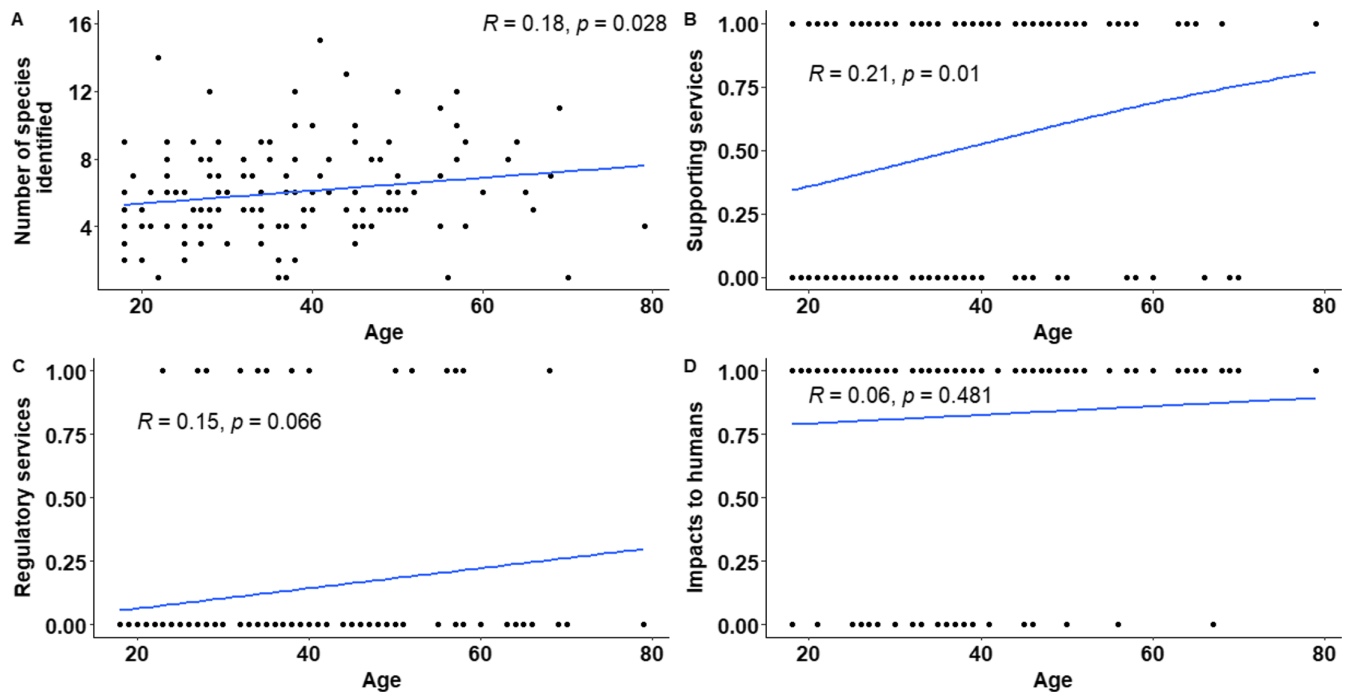 A
Number of species
identified
16
12
8
4
R = 0.18, p = 0.028
20 40 60 80
Age
B
Supporting services
1.00
0.75
0.50
0.25
0.00
R = 0.21, p = 0.01
20 40 60 80
Age
C
Regulatory services
1.00
0.75
0.50
0.25
0.00
R = 0.15, p = 0.066
20 40 60 80
Age
D
Impacts to humans
1.00
0.75
0.50
0.25
0.00
R = 0.06, p = 0.481
20 40 60 80
Age